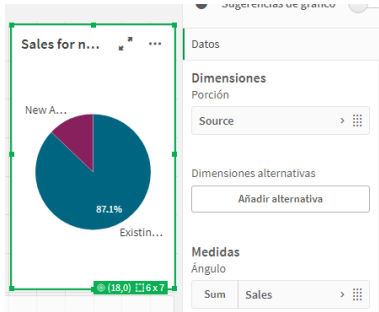 Sugerencias de gráfico
Sales for n...
Datos
Dimensiones
Porción
Source
New A...
87.1%
Existin...
Dimensiones alternativas
Añadir alternativa
Medidas
Ángulo
Sum Sales
(18,0) 6 x 7